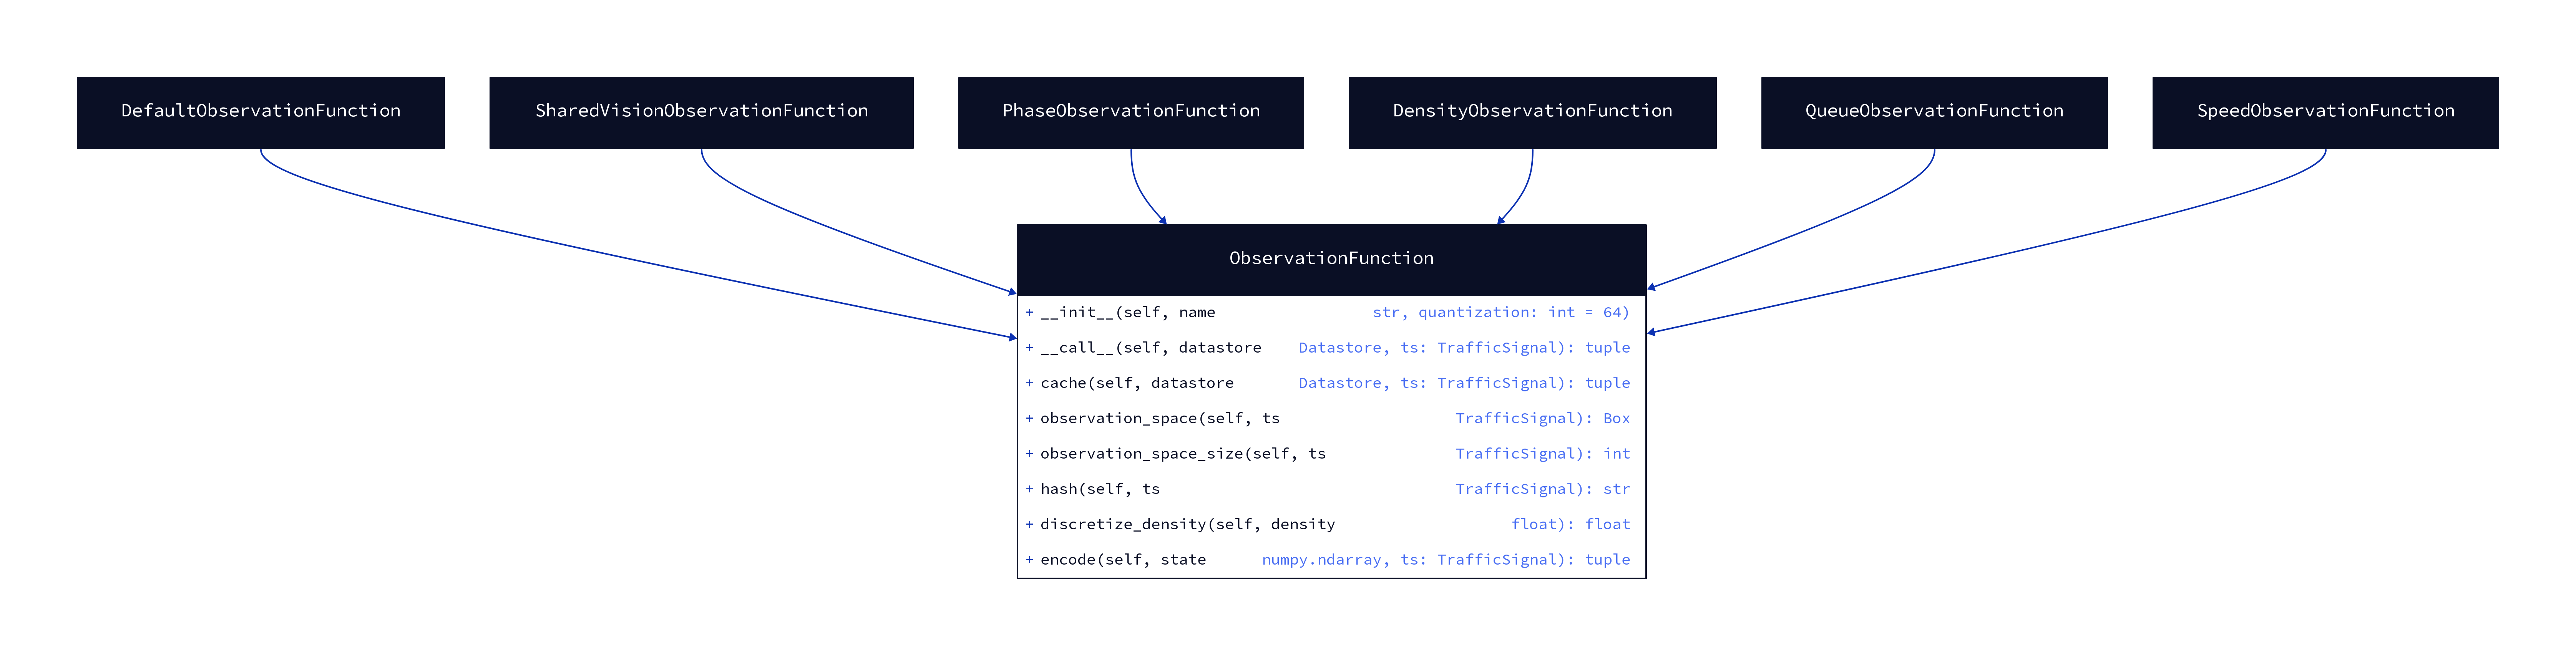 DefaultObservationFunction
SharedVisionObservationFunction
PhaseObservationFunction
DensityObservationFunction
QueueObservationFunction
SpeedObservationFunction
ObservationFunction
+ __init__(self, name str, quantization: int = 64)
+ __call__(self, datastore Datastore, ts: TrafficSignal): tuple
+ cache(self, datastore Datastore, ts: TrafficSignal): tuple
+ observation_space(self, ts TrafficSignal): Box
+ observation_space_size(self, ts TrafficSignal): int
+ hash(self, ts TrafficSignal): str
+ discretize_density(self, density float): float
+ encode(self, state numpy.ndarray, ts: TrafficSignal): tuple